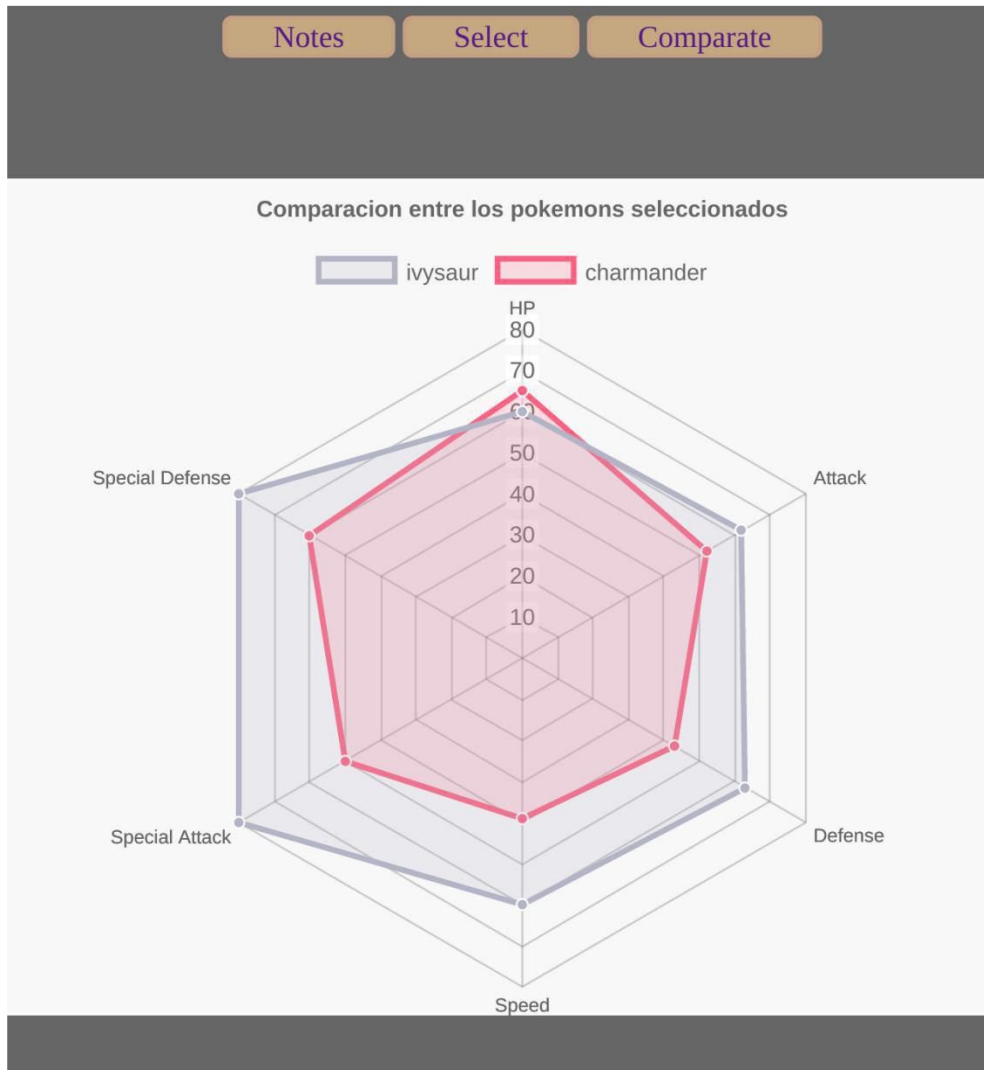 Notes Select Comparate
Comparacion entre los pokemons seleccionados
ivysaur charmander
HP
80
70
60
50
40
30
20
10
Special Defense
Attack
Special Attack
Defense
Speed